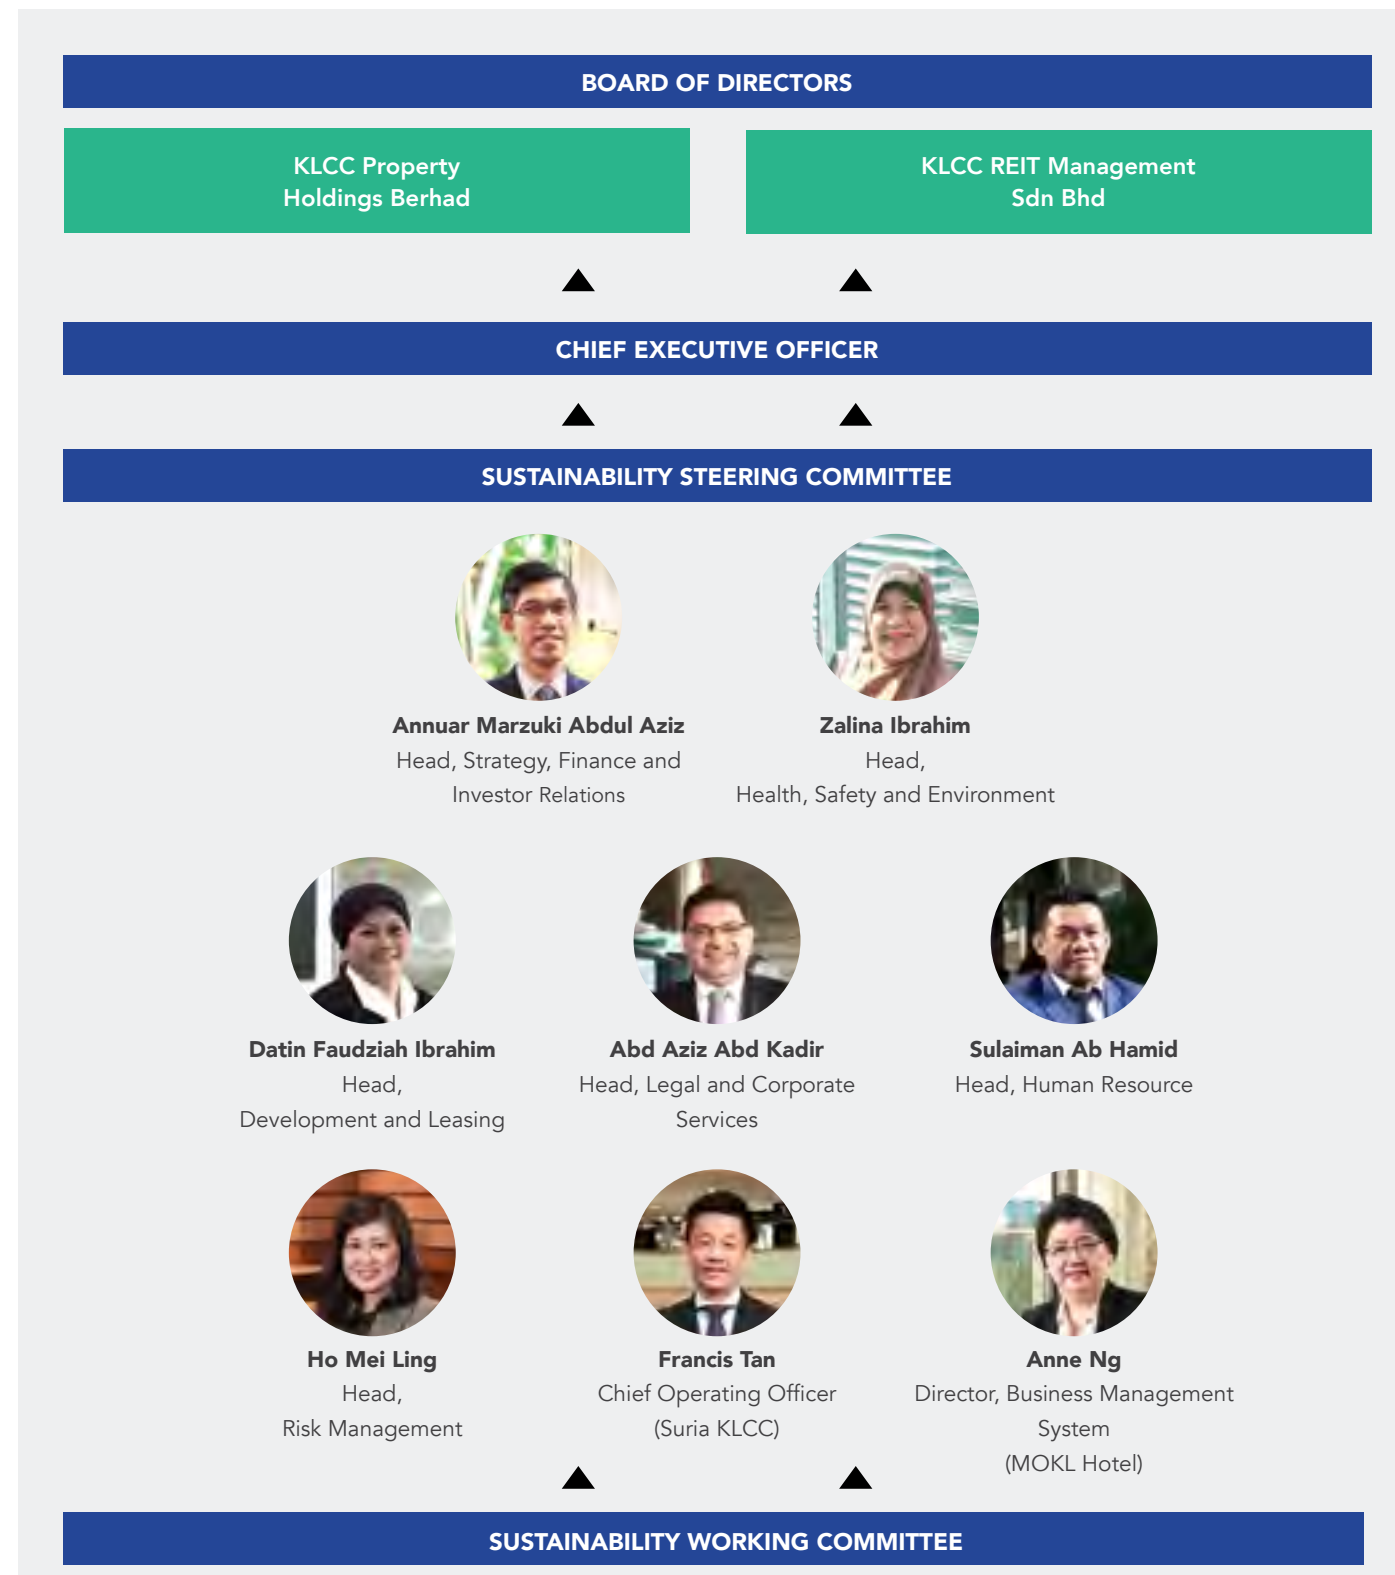 BOARD OF DIRECTORS
KLCC Property
Holdings Berhad
KLCC REIT Management
Sdn Bhd
CHIEF EXECUTIVE OFFICER
SUSTAINABILITY STEERING COMMITTEE
Annuar Marzuki Abdul Aziz
Head, Strategy, Finance and
Investor Relations
Zalina Ibrahim
Head,
Health, Safety and Environment
Datin Faudziah Ibrahim
Head,
Development and Leasing
Abd Aziz Abd Kadir
Head, Legal and Corporate
Services
Sulaiman Ab Hamid
Head, Human Resource
Ho Mei Ling
Head,
Risk Management
Francis Tan
Chief Operating Officer
(Suria KLCC)
Anne Ng
Director, Business Management
System
(MOKL Hotel)
SUSTAINABILITY WORKING COMMITTEE